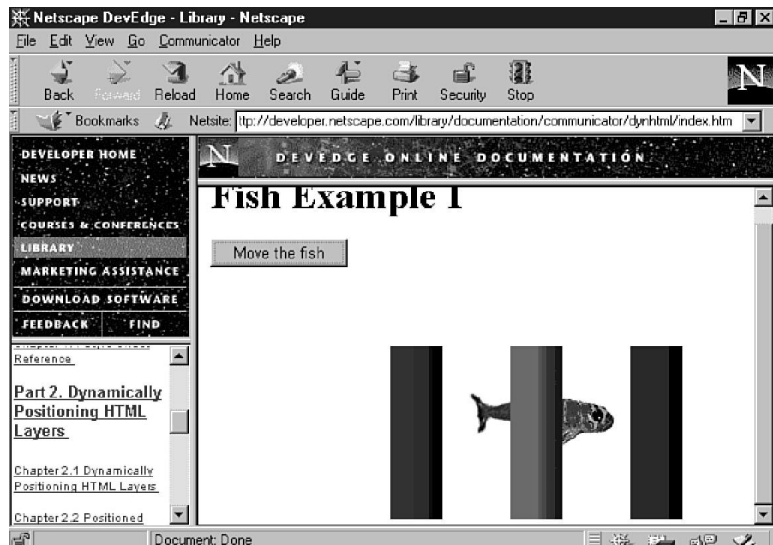 Netscape DevEdge - Library - Netscape
File Edit View Go Communicator Help
Back Forward Reload Home Search Guide Print Security Stop
N
Bookmarks Netsite: ttp://developer.netscape.com/library/documentation/communicator/dynhtml/index.htm
DEVELOPER HOME
NEWS
SUPPORT
COURSES & CONFERENCES
LIBRARY
MARKETING ASSISTANCE
DOWNLOAD SOFTWARE
FEEDBACK FIND
N DEVEDGE ONLINE DOCUMENTATION
Fish Example 1
Move the fish
Reference
Part 2. Dynamically
Positioning HTML
Layers
Chapter 2.1 Dynamically
Positioning HTML Layers
Chapter 2.2 Positioned
Document: Done